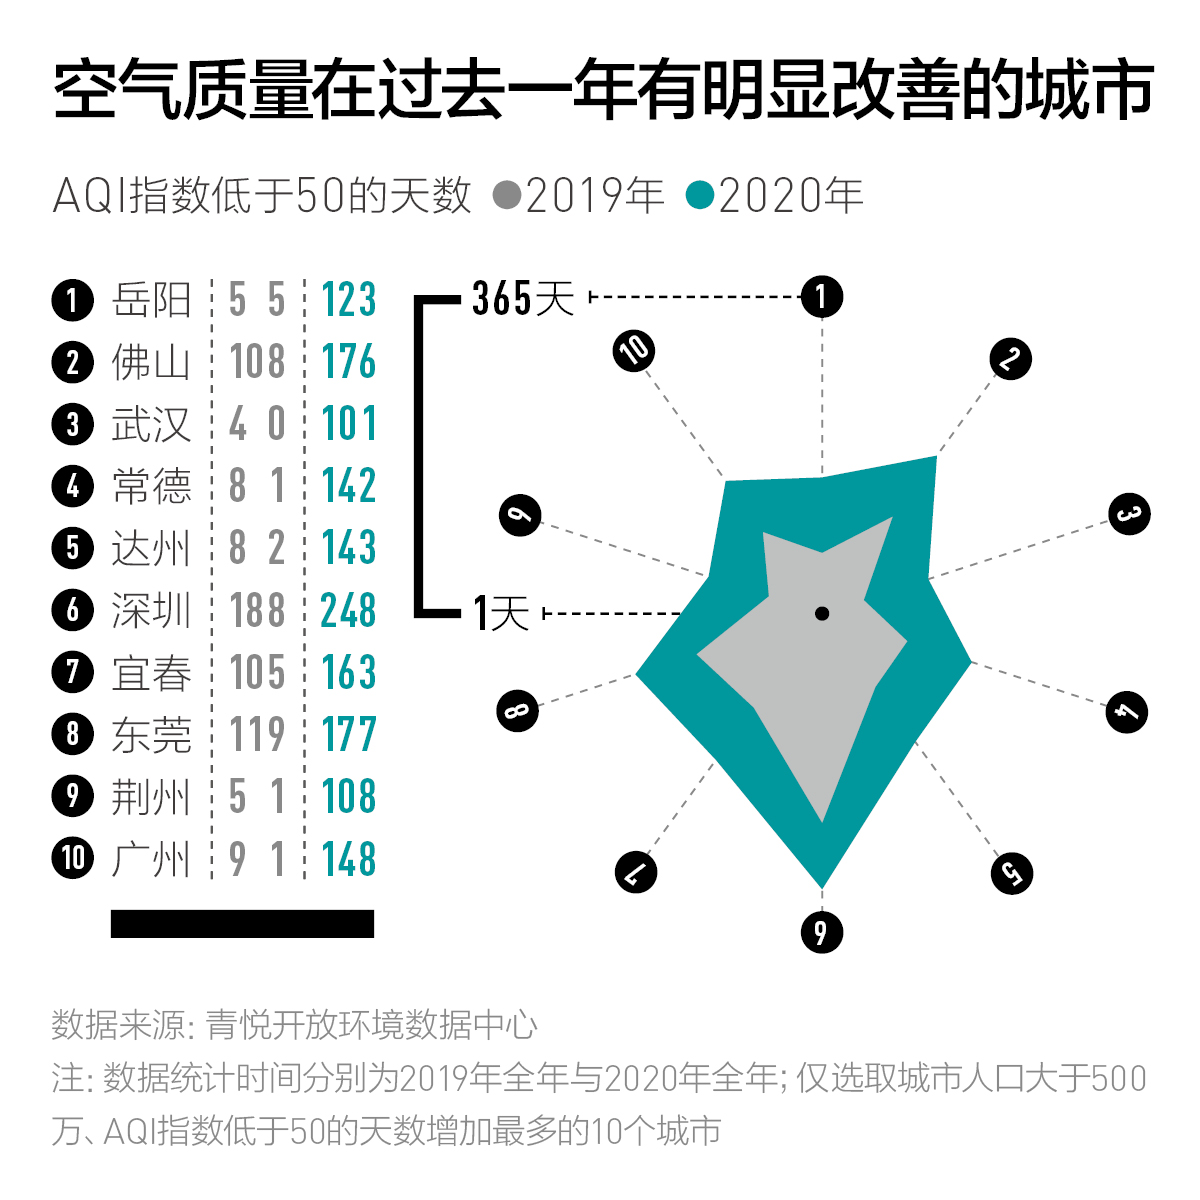 空气质量在过去一年有明显改善的城市
AQI指数低于50的天数 2019年 2020年
1 岳阳 55 123
2 佛山 108 176
3 武汉 40 101
4 常德 81 142
5 达州 82 143
6 深圳 188 248
7 宜春 105 163
8 东莞 119 177
9 荆州 51 108
10 广州 91 148
365天
1天
1
2
3
4
5
6
7
8
9
10
数据来源: 青悦开放环境数据中心
注: 数据统计时间分别为2019年全年与2020年全年; 仅选取城市人口大于500
万、AQI指数低于50的天数增加最多的10个城市